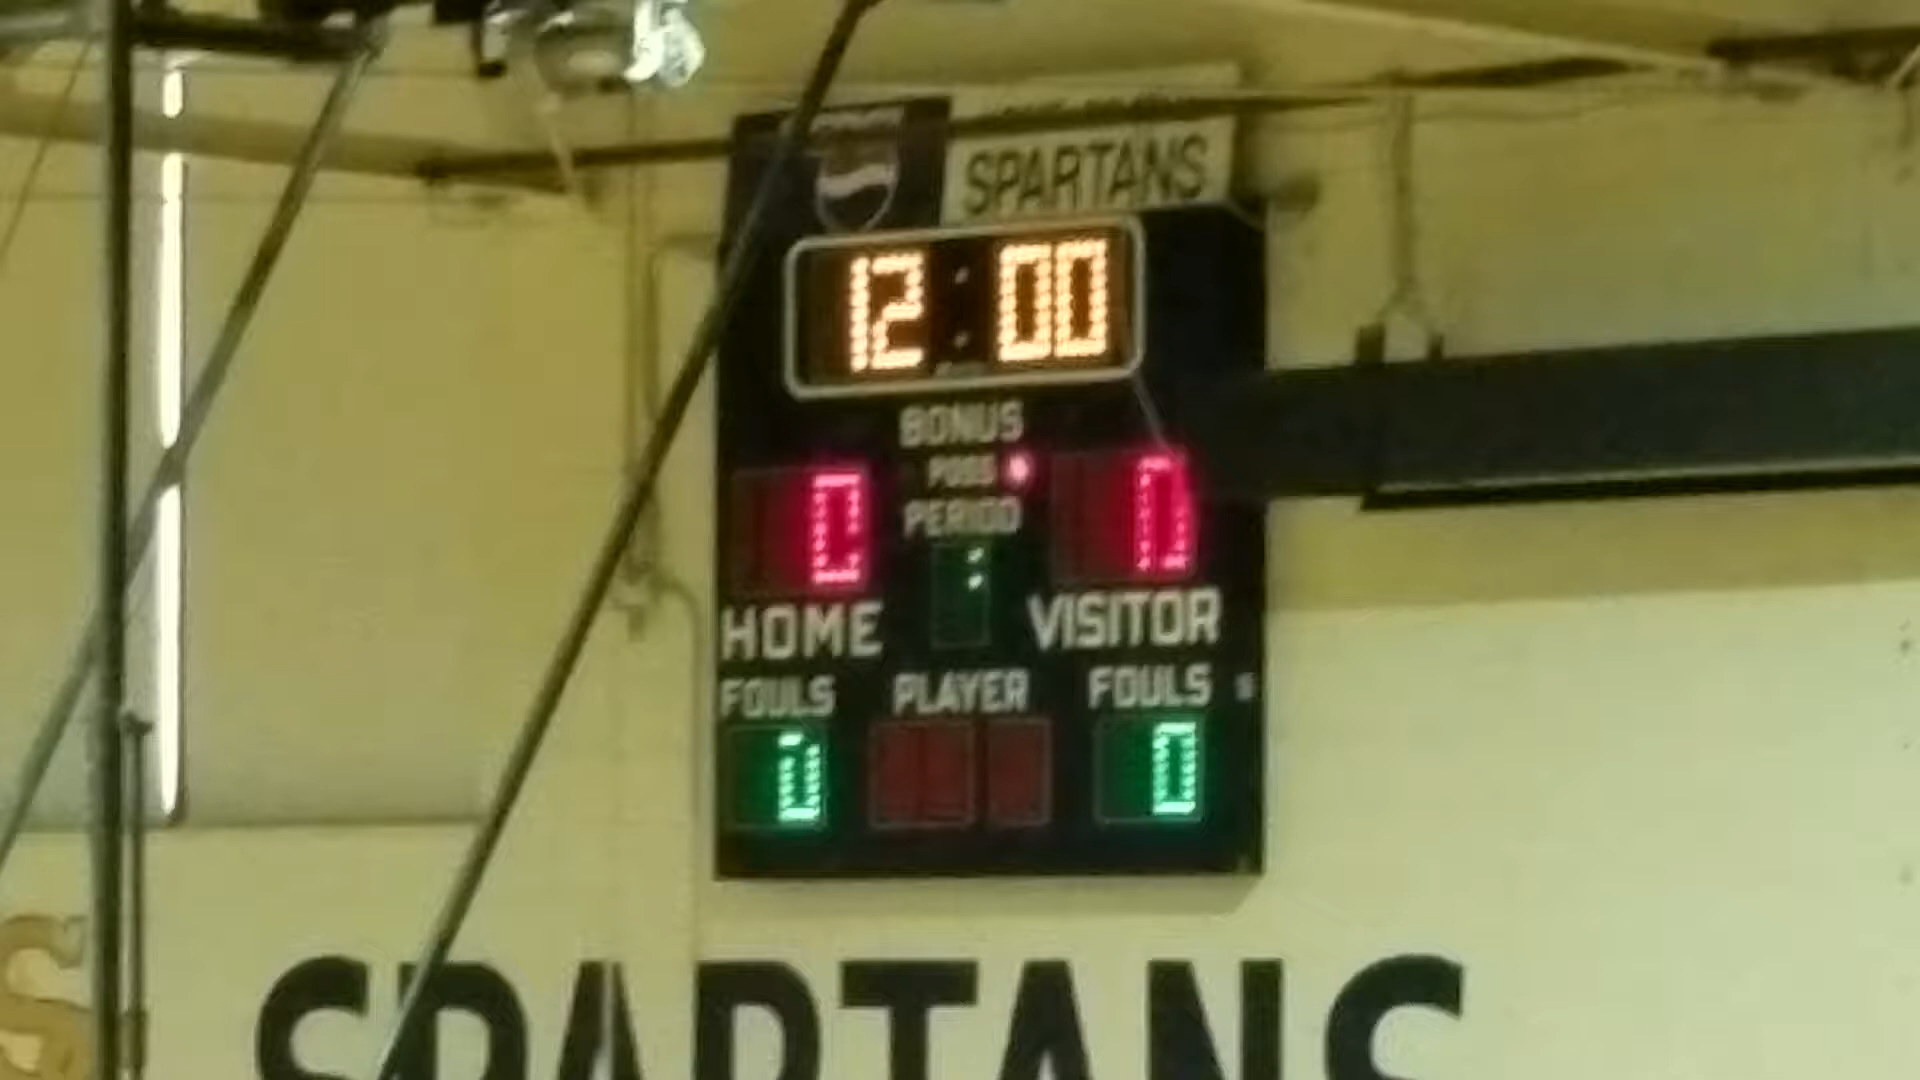 SPARTANS
12:00
BONUS
POSS
PERIOD
0 0
HOME VISITOR
FOULS PLAYER FOULS
0 0
S
SPARTANS